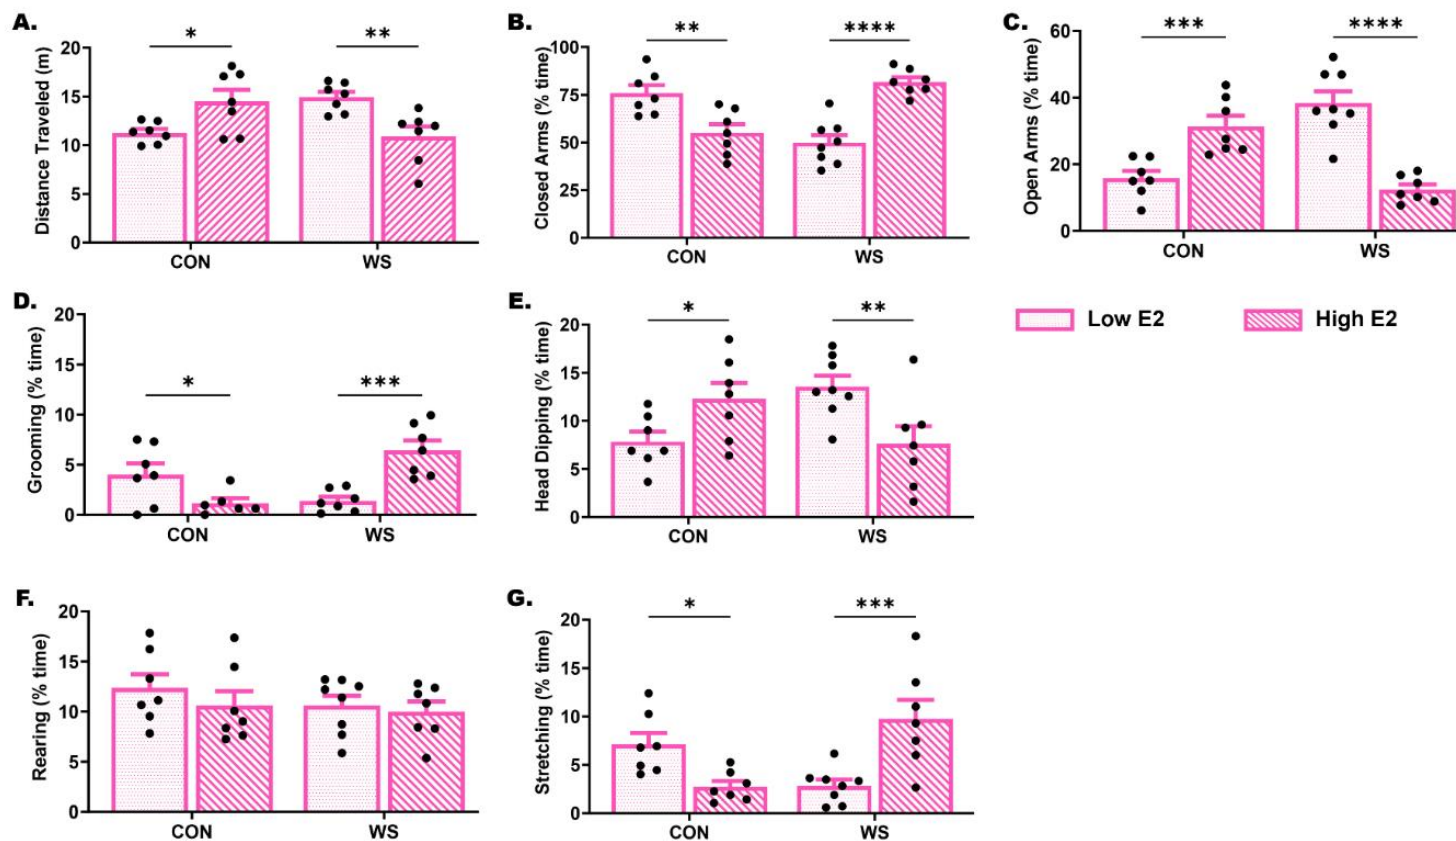 A.
Distance Traveled (m)
20
15
10
5
0
* **
CON WS
B.
Closed Arms (% time)
100
75
50
25
0
** ****
CON WS
C.
Open Arms (% time)
60
40
20
0
*** ****
CON WS
D.
Grooming (% time)
20
15
10
5
0
* ***
CON WS
E.
Head Dipping (% time)
20
15
10
5
0
* **
CON WS
Low E2 High E2
F.
Rearing (% time)
20
15
10
5
0
CON WS
G.
Stretching (% time)
20
15
10
5
0
* ***
CON WS